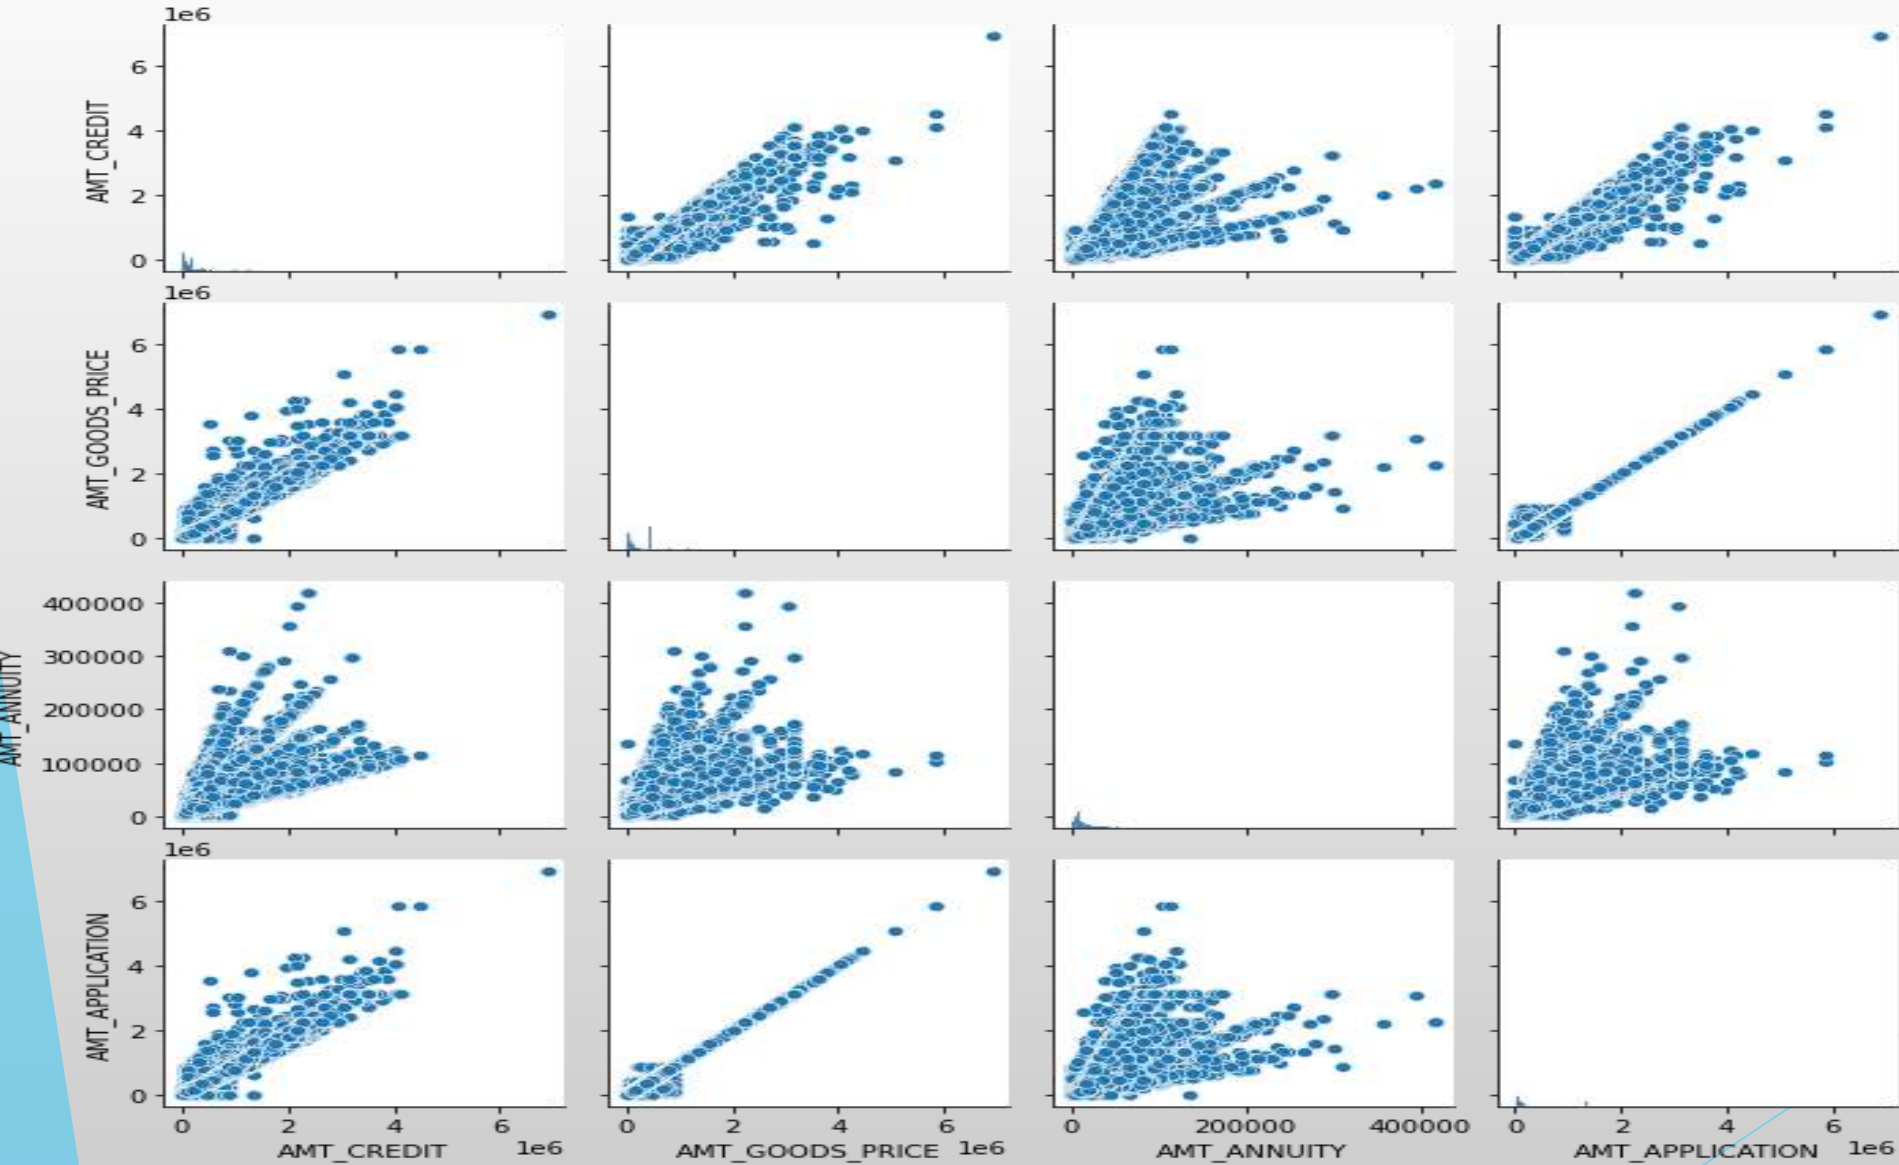 1e6
AMT_CREDIT
6
4
2
0
1e6
AMT_GOODS_PRICE
6
4
2
0
AMT_ANNUITY
400000
300000
200000
100000
0
1e6
AMT_APPLICATION
6
4
2
0
0 2 4 6 0 2 4 6 0 200000 400000 0 2 4 6
AMT_CREDIT 1e6 AMT_GOODS_PRICE 1e6 AMT_ANNUITY AMT_APPLICATION 1e6